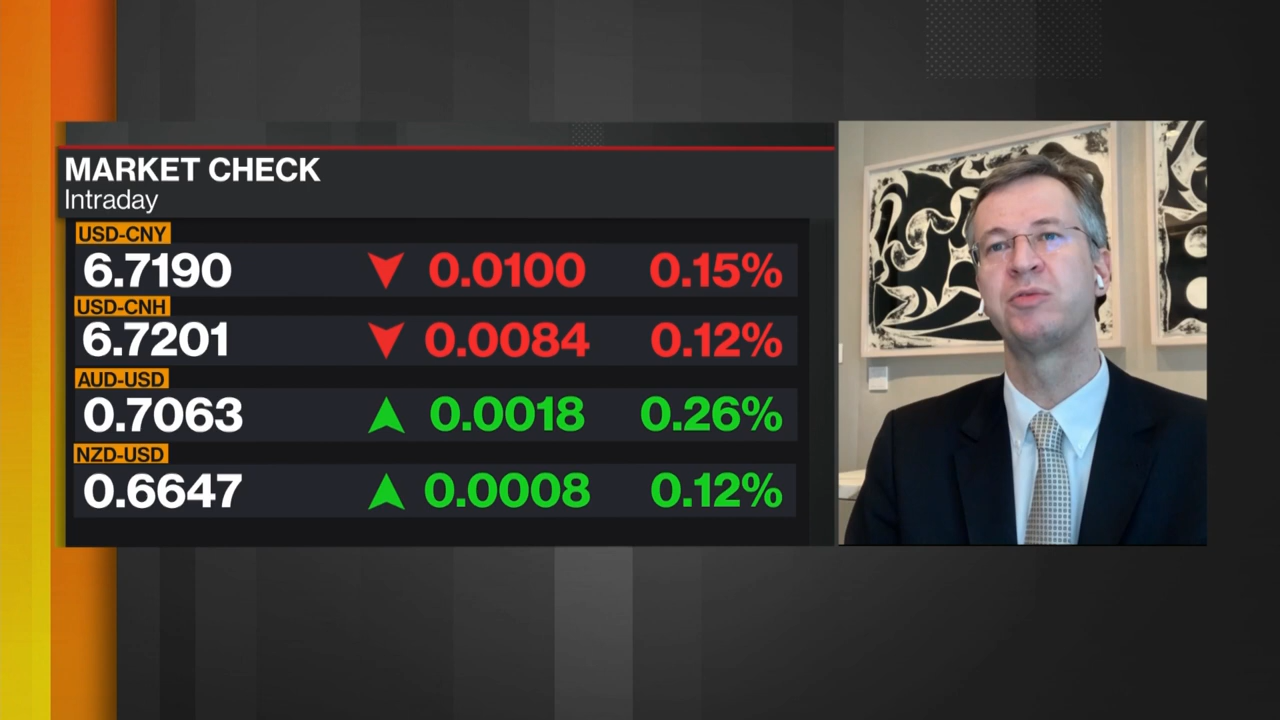 MARKET CHECK
Intraday
USD-CNY
6.7190 ▼ 0.0100 0.15%
USD-CNH
6.7201 ▼ 0.0084 0.12%
AUD-USD
0.7063 ▲ 0.0018 0.26%
NZD-USD
0.6647 ▲ 0.0008 0.12%